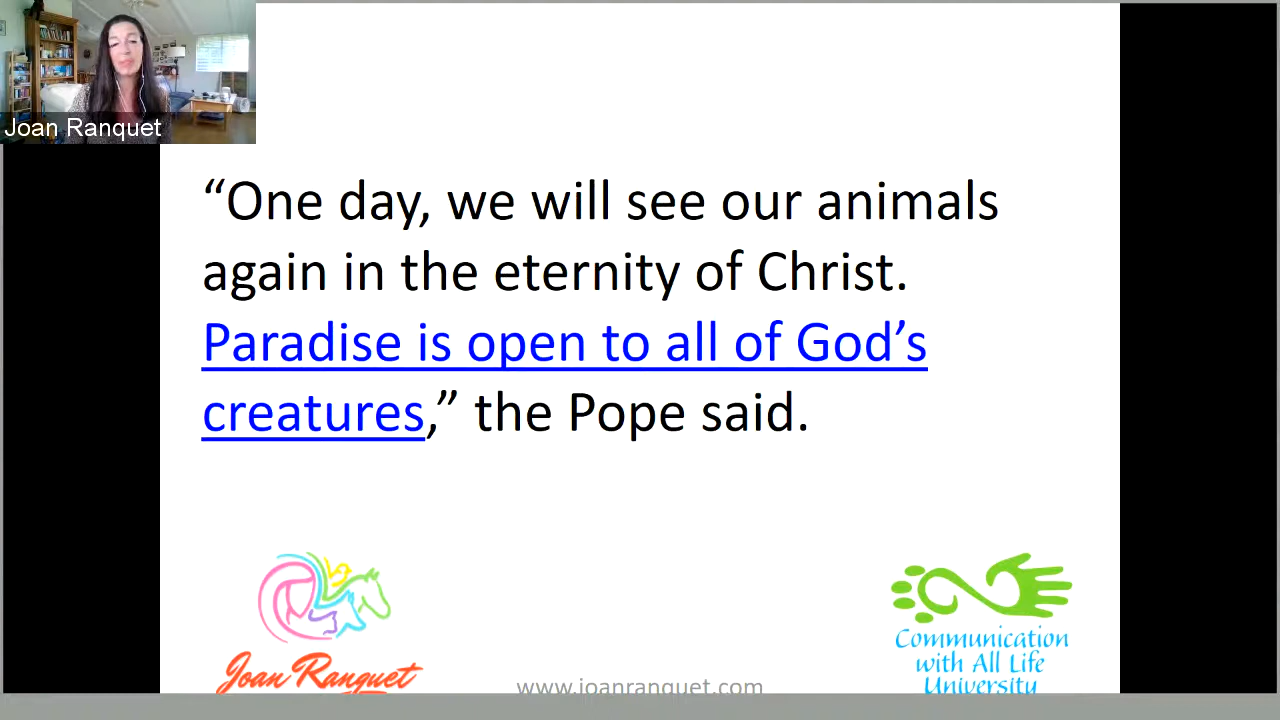 Joan Ranquet
“One day, we will see our animals
again in the eternity of Christ.
Paradise is open to all of God’s
creatures,” the Pope said.
Joan Ranquet
www.joanranquet.com
Communication
with All Life
University